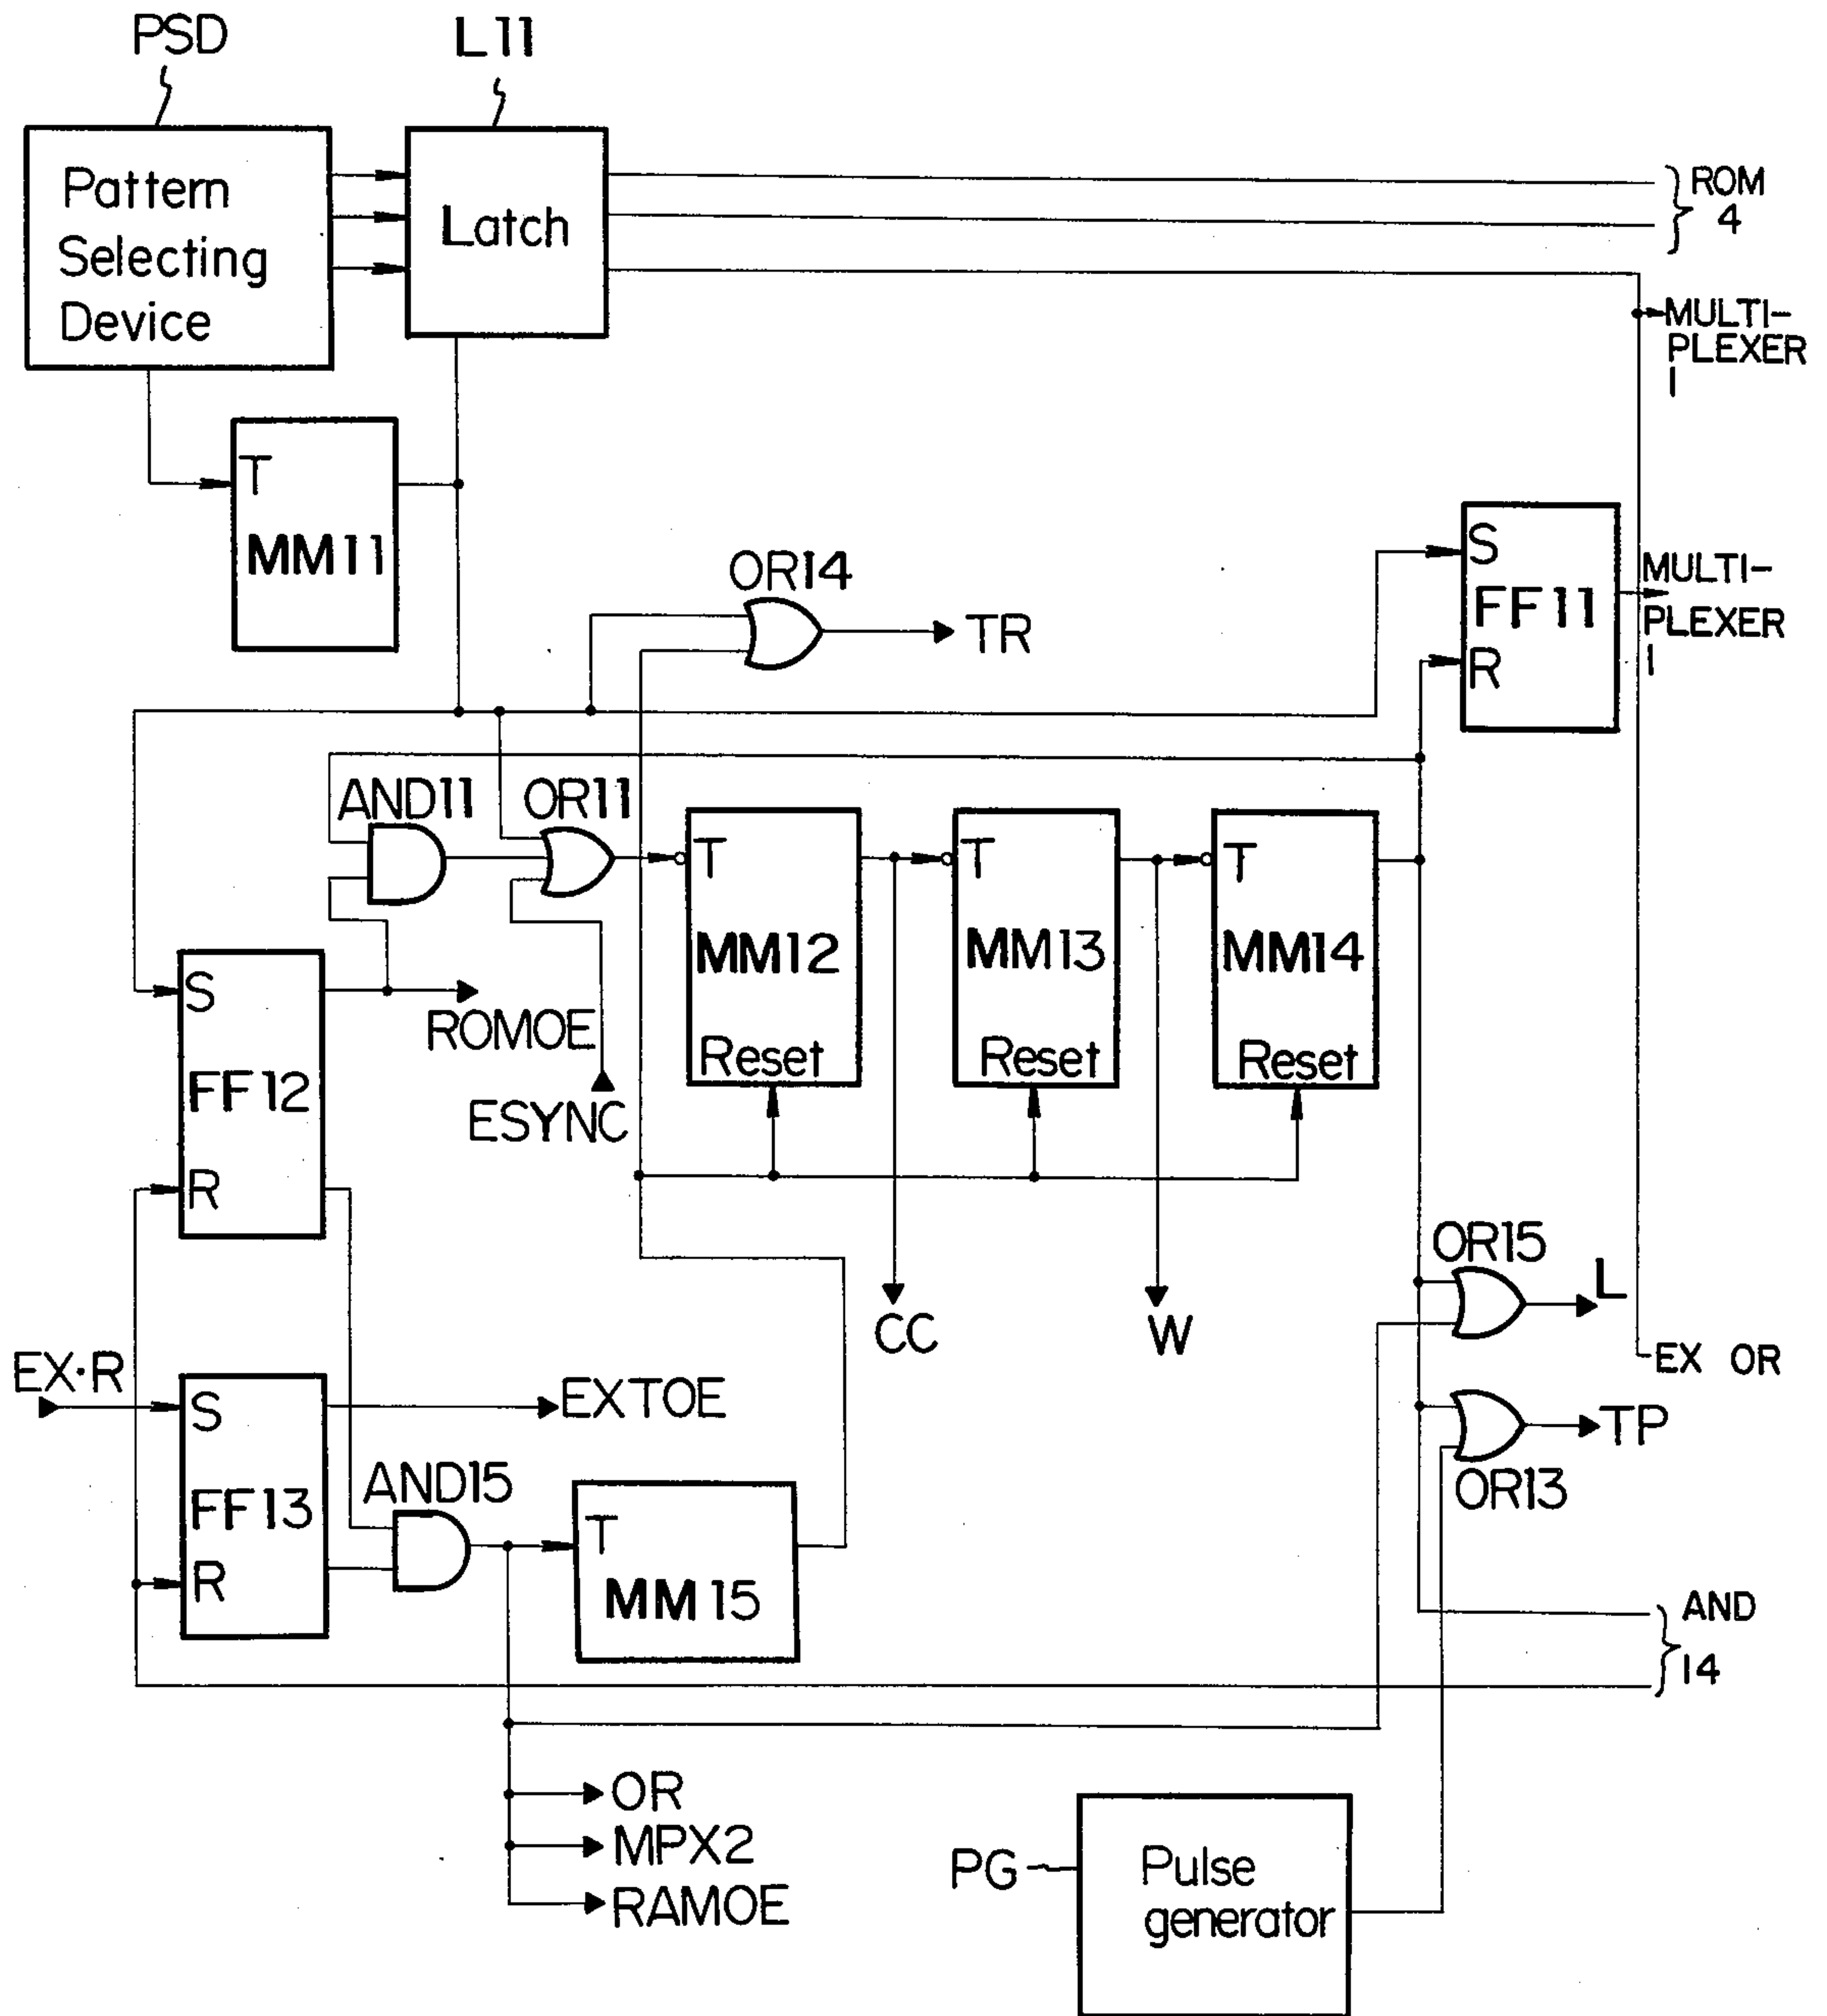 PSD
L11
Pattern
Selecting
Device
Latch
ROM
4
MULTI-
PLEXER
1
T
MM11
OR14
TR
S
FF11
R
MULTI-
PLEXER
1
AND11
OR11
T
MM12
Reset
T
MM13
Reset
T
MM14
Reset
S
FF12
R
ROMOE
ESYNC
CC
W
OR15
L
EX OR
EX·R
S
FF13
R
EXTOE
AND15
T
MM15
TP
OR13
AND
14
OR
MPX2
RAMOE
PG
Pulse
generator